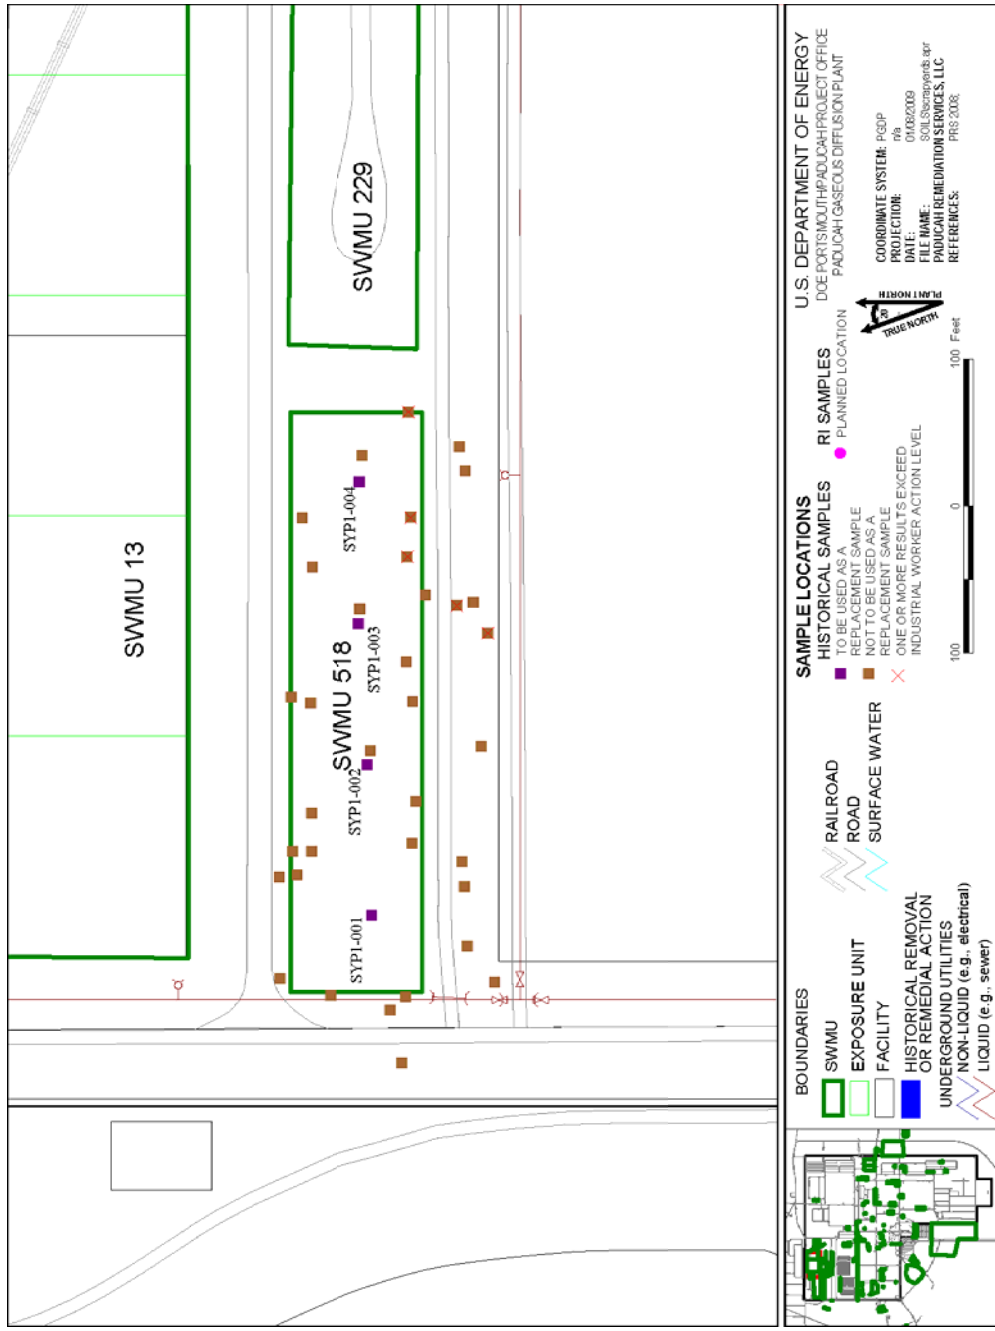 SWMU 13
SWMU 229
SWMU 518
SYP1-004
SYP1-003
SYP1-002
SYP1-001
BOUNDARIES
SWMU
EXPOSURE UNIT
FACILITY
HISTORICAL REMOVAL
OR REMEDIAL ACTION
UNDERGROUND UTILITIES
NON-LIQUID (e.g., electrical)
LIQUID (e.g., sewer)
RAILROAD
ROAD
SURFACE WATER
SAMPLE LOCATIONS
HISTORICAL SAMPLES
TO BE USED AS A
REPLACEMENT SAMPLE
NOT TO BE USED AS A
REPLACEMENT SAMPLE
ONE OR MORE RESULTS EXCEED
INDUSTRIAL WORKER ACTION LEVEL
RI SAMPLES
PLANNED LOCATION
100 0 100 Feet
TRUE NORTH
PLANT NORTH
20
U.S. DEPARTMENT OF ENERGY
DOE PORTSMOUTH/PADUCAH PROJECT OFFICE
PADUCAH GASEOUS DIFFUSION PLANT
COORDINATE SYSTEM: PGDP
PROJECTION: n/a
DATE: 01/08/2009
FILE NAME: SOILS\scrapyards.apr
PADUCAH REMEDIATION SERVICES, LLC
REFERENCES: PRS 2008;